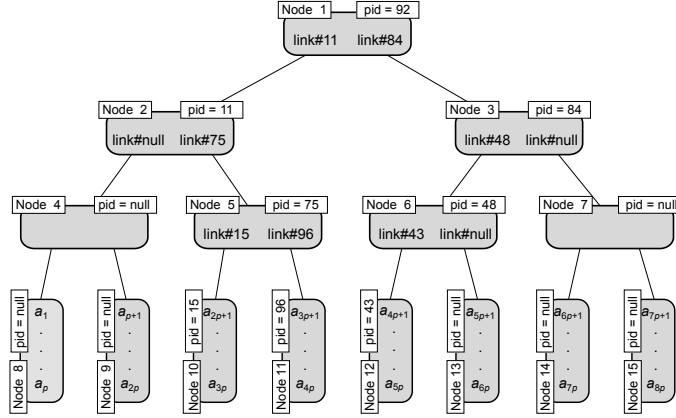 Node 1 pid = 92
link#11 link#84
Node 2 pid = 11
link#null link#75
Node 3 pid = 84
link#48 link#null
Node 4 pid = null
Node 5 pid = 75
link#15 link#96
Node 6 pid = 48
link#43 link#null
Node 7 pid = null
Node 8 pid = null
a1
.
.
.
ap
Node 9 pid = null
ap+1
.
.
.
a2p
Node 10 pid = 15
a2p+1
.
.
.
a3p
Node 11 pid = 96
a3p+1
.
.
.
a4p
Node 12 pid = 43
a4p+1
.
.
.
a5p
Node 13 pid = null
a5p+1
.
.
.
a6p
Node 14 pid = null
a6p+1
.
.
.
a7p
Node 15 pid = null
a7p+1
.
.
.
a8p